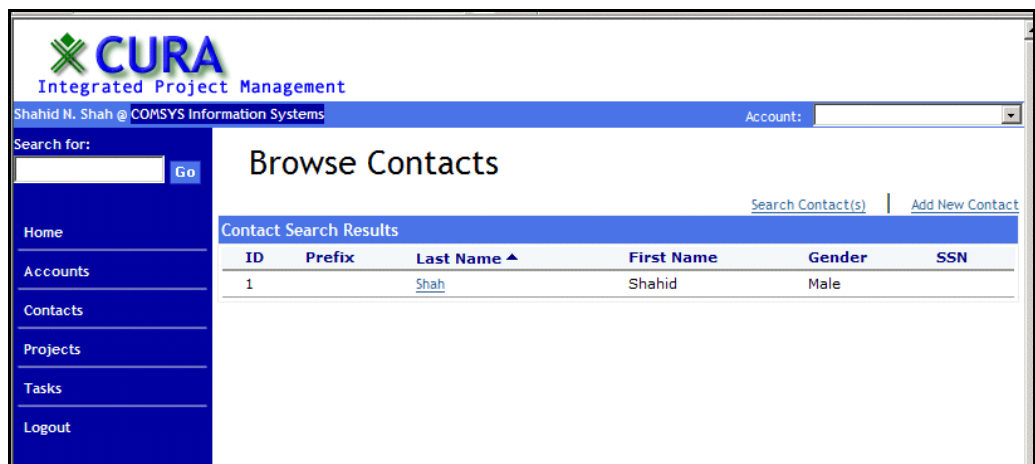 CURA
Integrated Project Management
Shahid N. Shah @ COMSYS Information Systems
Account:
Search for:
Go
Home
Accounts
Contacts
Projects
Tasks
Logout
Browse Contacts
Search Contact(s) | Add New Contact
Contact Search Results
ID Prefix Last Name First Name Gender SSN
1 Shah Shahid Male